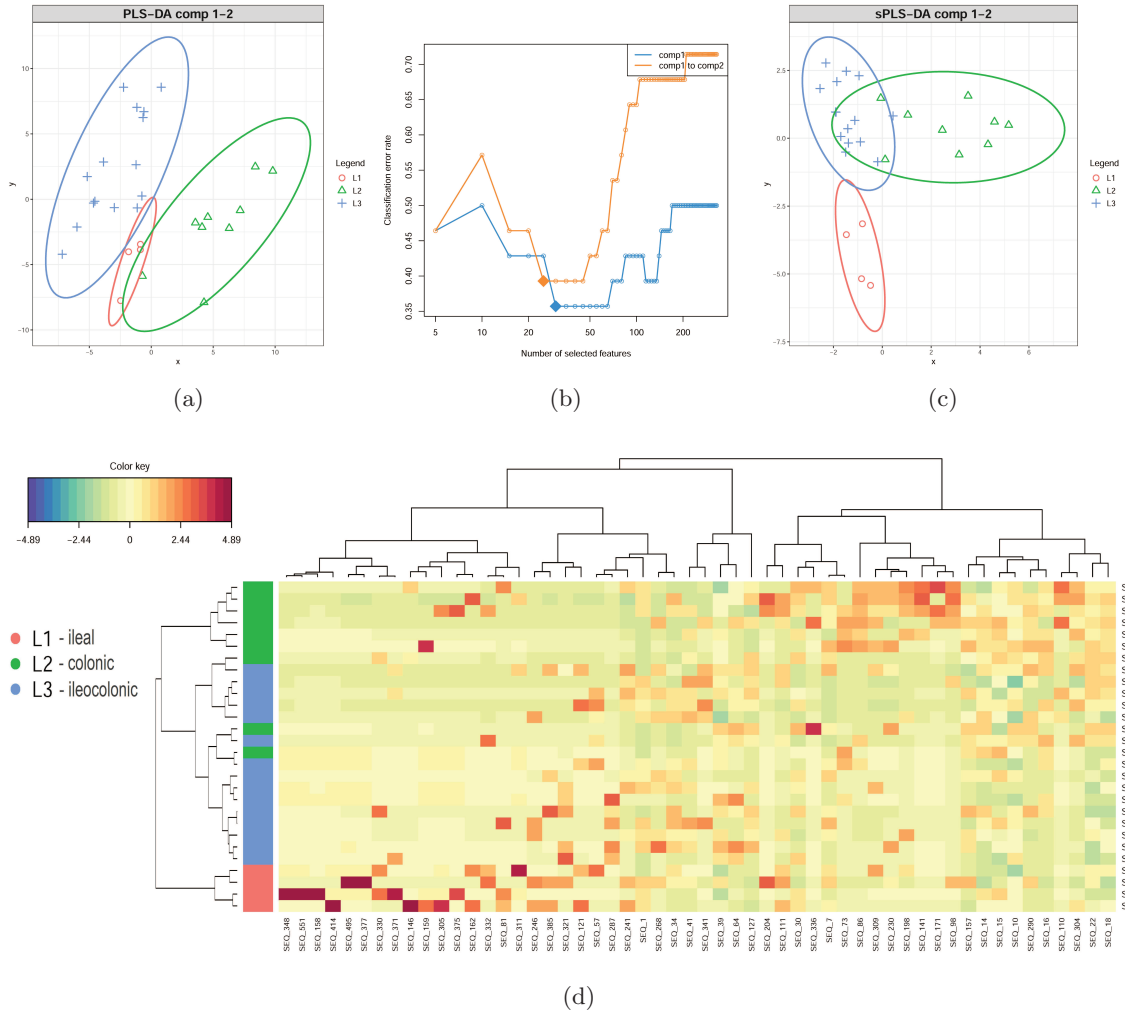 PLS−DA comp 1−2
10
5
0
−5
−10
y
−5
0
5
10
x
Legend
L1
L2
L3
(a)
comp1
comp1 to comp2
0.70
0.65
0.60
0.55
0.50
0.45
0.40
0.35
Classification error rate
5
10
20
50
100
200
Number of selected features
(b)
sPLS−DA comp 1−2
2.5
0.0
−2.5
−5.0
−7.5
y
−2
0
2
4
6
x
Legend
L1
L2
L3
(c)
Color key
−4.89
−2.44
0
2.44
4.89
L1 - ileal
L2 - colonic
L3 - ileocolonic
SEQ_348
SEQ_551
SEQ_158
SEQ_414
SEQ_495
SEQ_377
SEQ_330
SEQ_371
SEQ_146
SEQ_159
SEQ_305
SEQ_375
SEQ_162
SEQ_332
SEQ_81
SEQ_311
SEQ_246
SEQ_385
SEQ_321
SEQ_121
SEQ_57
SEQ_287
SEQ_241
SEQ_1
SEQ_268
SEQ_34
SEQ_41
SEQ_341
SEQ_39
SEQ_64
SEQ_127
SEQ_204
SEQ_111
SEQ_30
SEQ_336
SEQ_7
SEQ_73
SEQ_86
SEQ_309
SEQ_230
SEQ_198
SEQ_141
SEQ_171
SEQ_98
SEQ_157
SEQ_14
SEQ_15
SEQ_10
SEQ_290
SEQ_16
SEQ_110
SEQ_304
SEQ_22
SEQ_18
(d)